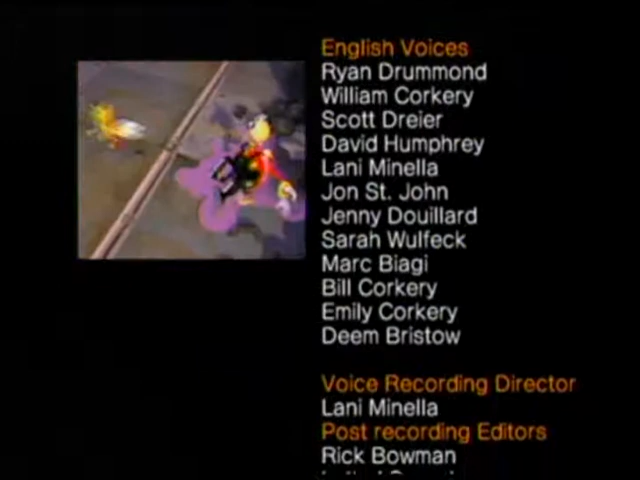 English Voices
Ryan Drummond
William Corkery
Scott Dreier
David Humphrey
Lani Minella
Jon St. John
Jenny Douillard
Sarah Wulfeck
Marc Biagi
Bill Corkery
Emily Corkery
Deem Bristow
Voice Recording Director
Lani Minella
Post recording Editors
Rick Bowman